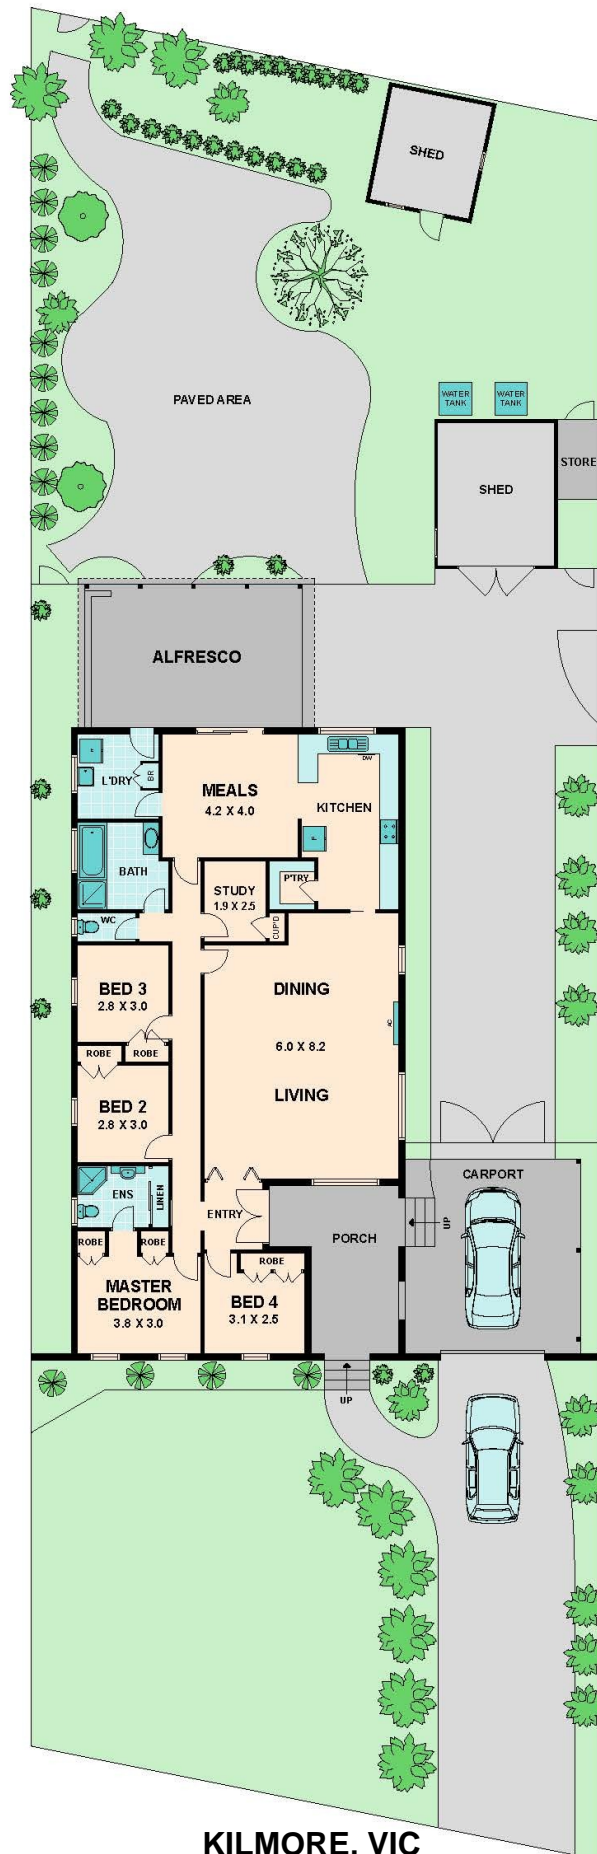 SHED
WATER
TANK
WATER
TANK
PAVED AREA
SHED
STORE
ALFRESCO
L'DRY
BR
MEALS
4.2 X 4.0
DW
KITCHEN
F
BATH
STUDY
1.9 X 2.5
P'TRY
CUP'D
WC
BED 3
2.8 X 3.0
DINING
6.0 X 8.2
AC
LIVING
ROBE
ROBE
BED 2
2.8 X 3.0
ENS
LINEN
ENTRY
CARPORT
UP
PORCH
ROBE
ROBE
ROBE
MASTER
BEDROOM
3.8 X 3.0
BED 4
3.1 X 2.5
UP
KILMORE, VIC